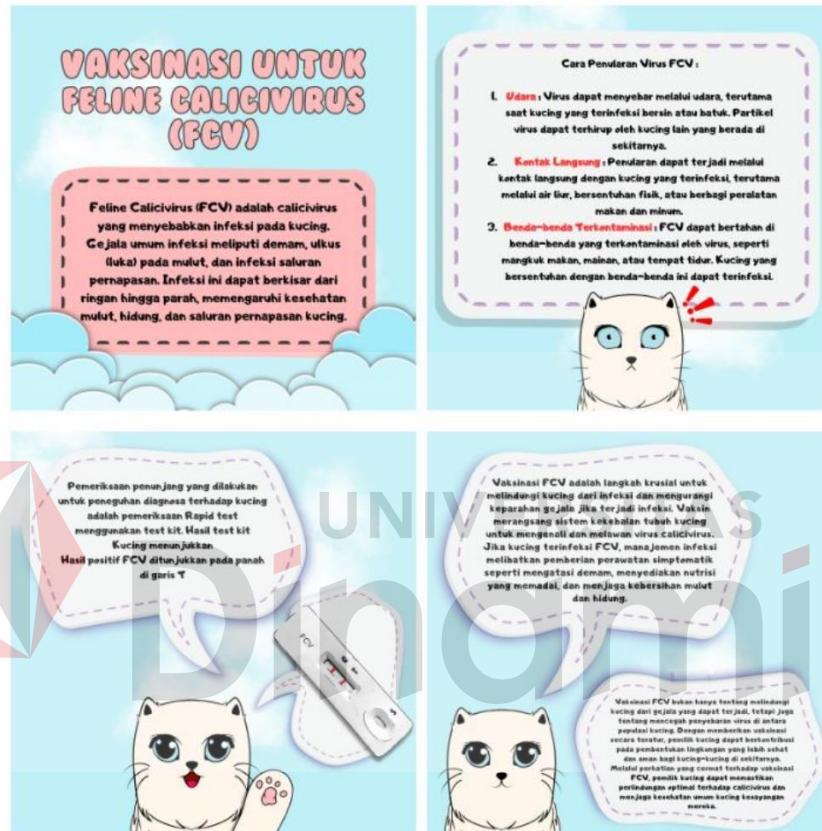 VAKSINASI UNTUK
FELINE CALICIVIRUS
(FCV)
Feline Calicivirus (FCV) adalah calicivirus
yang menyebabkan infeksi pada kucing.
Gejala umum infeksi meliputi demam, ulkus
(luka) pada mulut, dan infeksi saluran
pernapasan. Infeksi ini dapat berkisar dari
ringan hingga parah, memengaruhi kesehatan
mulut, hidung, dan saluran pernapasan kucing.
Cara Penularan Virus FCV :
1. Udara : Virus dapat menyebar melalui udara, terutama
saat kucing yang terinfeksi bersin atau batuk. Partikel
virus dapat terhirup oleh kucing lain yang berada di
sekitarnya.
2. Kontak Langsung : Penularan dapat terjadi melalui
kontak langsung dengan kucing yang terinfeksi, terutama
melalui air liur, bersentuhan fisik, atau berbagi peralatan
makan dan minum.
3. Benda-benda Terkontaminasi : FCV dapat bertahan di
benda-benda yang terkontaminasi oleh virus, seperti
mangkuk makan, mainan, atau tempat tidur. Kucing yang
bersentuhan dengan benda-benda ini dapat terinfeksi.
Pemeriksaan penunjang yang dilakukan
untuk peneguhan diagnosa terhadap kucing
adalah pemeriksaan Rapid test
menggunakan test kit. Hasil test kit
Kucing menunjukkan
Hasil positif FCV ditunjukkan pada panah
di garis T
FCV
C T
S
Vaksinasi FCV adalah langkah krusial untuk
melindungi kucing dari infeksi dan mengurangi
keparahan gejala jika terjadi infeksi. Vaksin
merangsang sistem kekebalan tubuh kucing
untuk mengenali dan melawan virus calicivirus.
Jika kucing terinfeksi FCV, manajemen infeksi
melibatkan pemberian perawatan simptomatik
seperti mengatasi demam, menyediakan nutrisi
yang memadai, dan menjaga kebersihan mulut
dan hidung.
Vaksinasi FCV bukan hanya tentang melindungi
kucing dari gejala yang dapat terjadi, tetapi juga
tentang mencegah penyebaran virus di antara
populasi kucing. Dengan memberikan vaksinasi
secara teratur, pemilik kucing dapat berkontribusi
pada pembentukan lingkungan yang lebih sehat
dan aman bagi kucing-kucing di sekitarnya.
Melalui perhatian yang cermat terhadap vaksinasi
FCV, pemilik kucing dapat memastikan
perlindungan optimal terhadap calicivirus dan
menjaga kesehatan umum kucing kesayangan
mereka.
UNIVERSITAS
Dinami